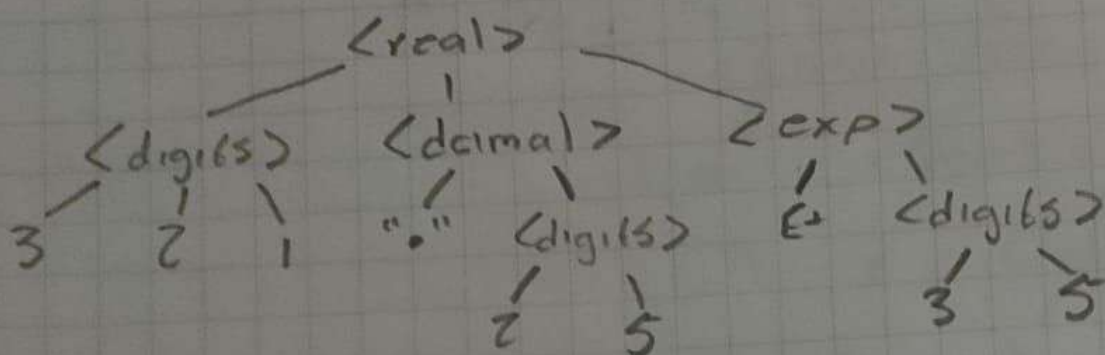 <real>
<digits> <dcimal> <exp>
3 2 1 "." <digits> E+ <digits>
2 5 3 5